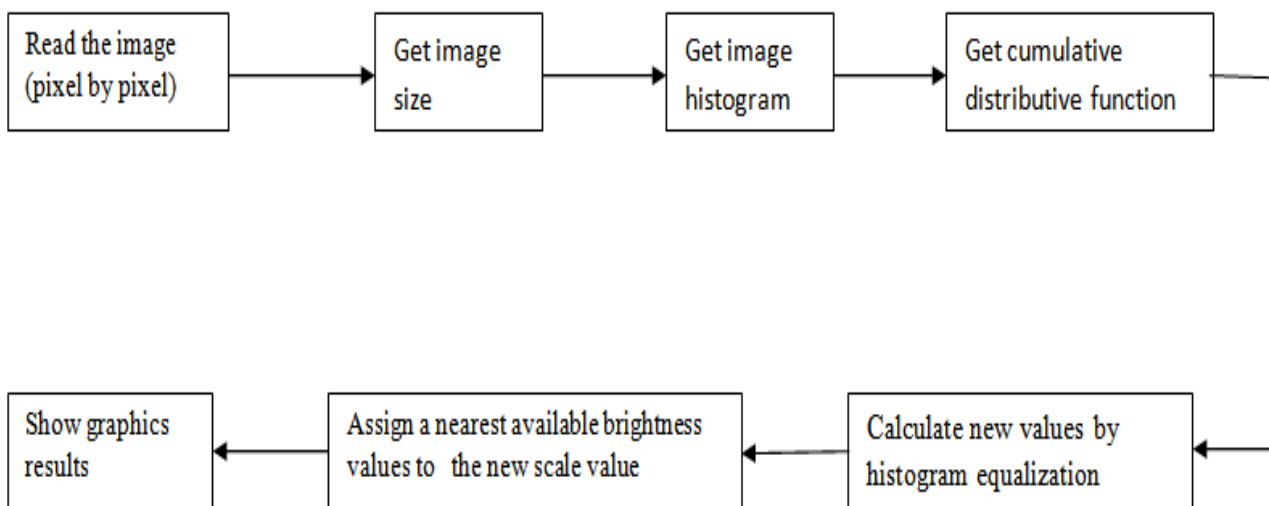 Read the image
(pixel by pixel)
Get image
size
Get image
histogram
Get cumulative
distributive function
Calculate new values by
histogram equalization
Assign a nearest available brightness
values to the new scale value
Show graphics
results